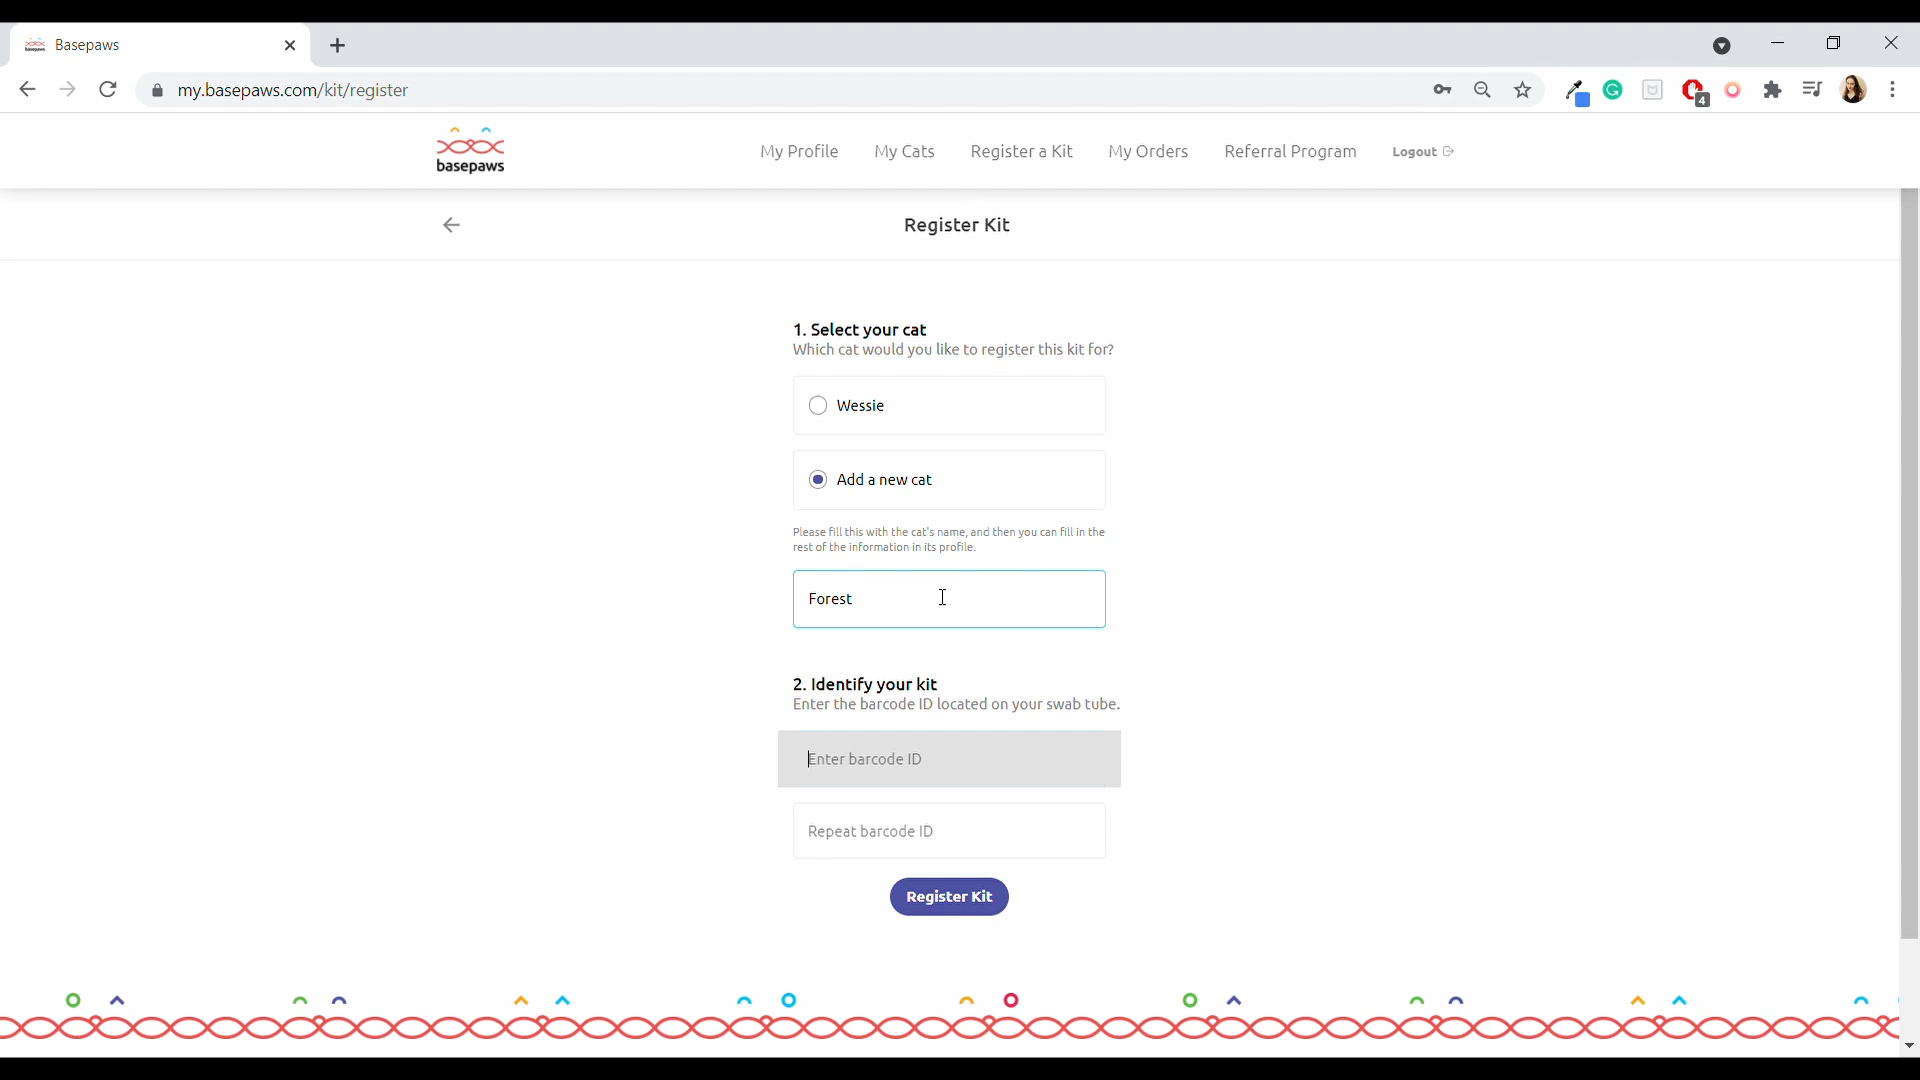 Basepaws
my.basepaws.com/kit/register
4
basepaws
My Profile My Cats Register a Kit My Orders Referral Program Logout
Register Kit
1. Select your cat
Which cat would you like to register this kit for?
Wessie
Add a new cat
Please fill this with the cat's name, and then you can fill in the
rest of the information in its profile.
Forest
2. Identify your kit
Enter the barcode ID located on your swab tube.
Enter barcode ID
Repeat barcode ID
Register Kit